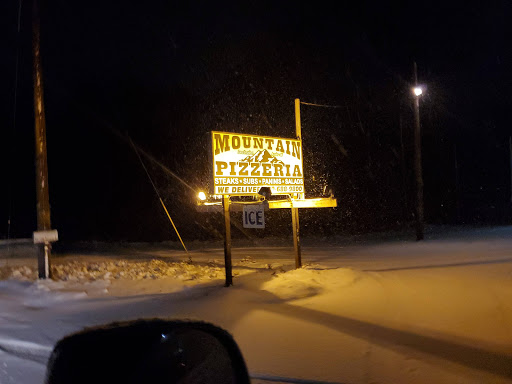 MOUNTAIN
PIZZERIA
STEAKS • SUBS • PANINIS • SALADS
WE DELIVER
ICE